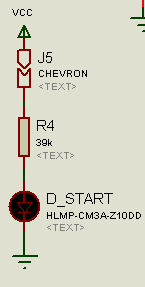 VCC
J5
CHEVRON
<TEXT>
R4
39k
<TEXT>
D_START
HLMP-CM3A-Z10DD
<TEXT>